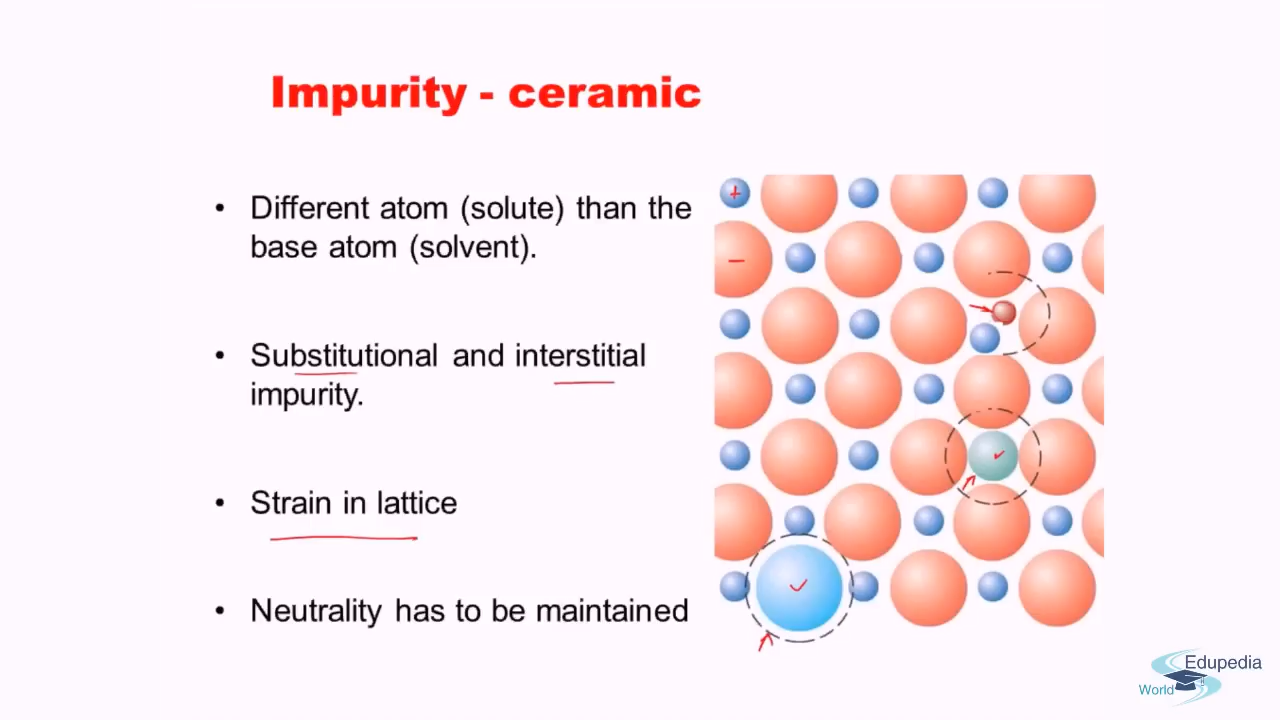 Impurity - ceramic
• Different atom (solute) than the
base atom (solvent).
• Substitutional and interstitial
impurity.
• Strain in lattice
• Neutrality has to be maintained
+
−
Edupedia
World